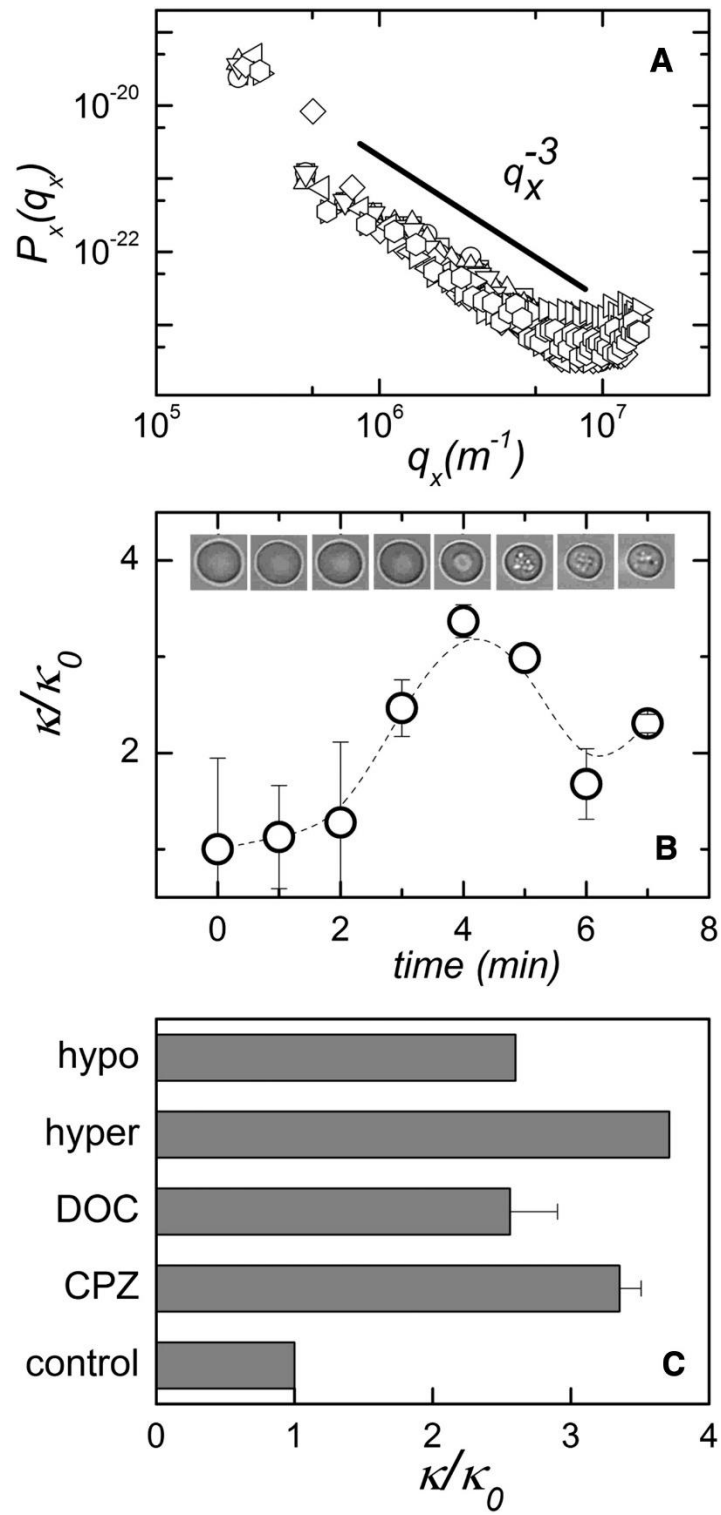 A
10^-20
10^-22
P_x(q_x)
q_x^-3
10^5 10^6 10^7
q_x(m^-1)
4
2
κ/κ_0
B
0 2 4 6 8
time (min)
hypo
hyper
DOC
CPZ
control
C
0 1 2 3 4
κ/κ_0